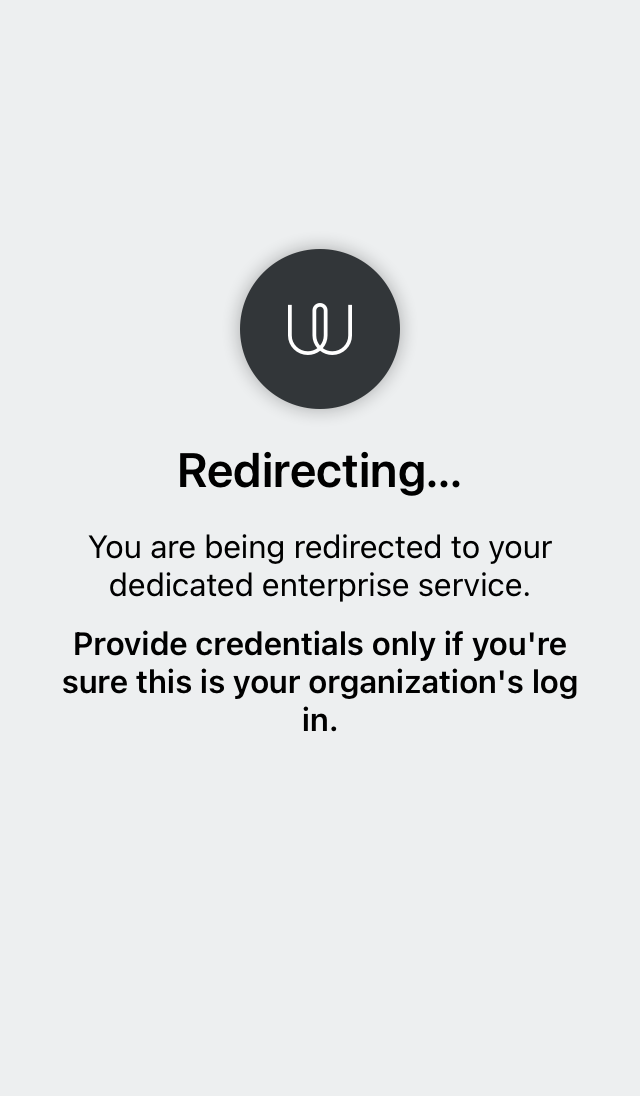 Redirecting...
You are being redirected to your
dedicated enterprise service.
Provide credentials only if you're
sure this is your organization's log
in.